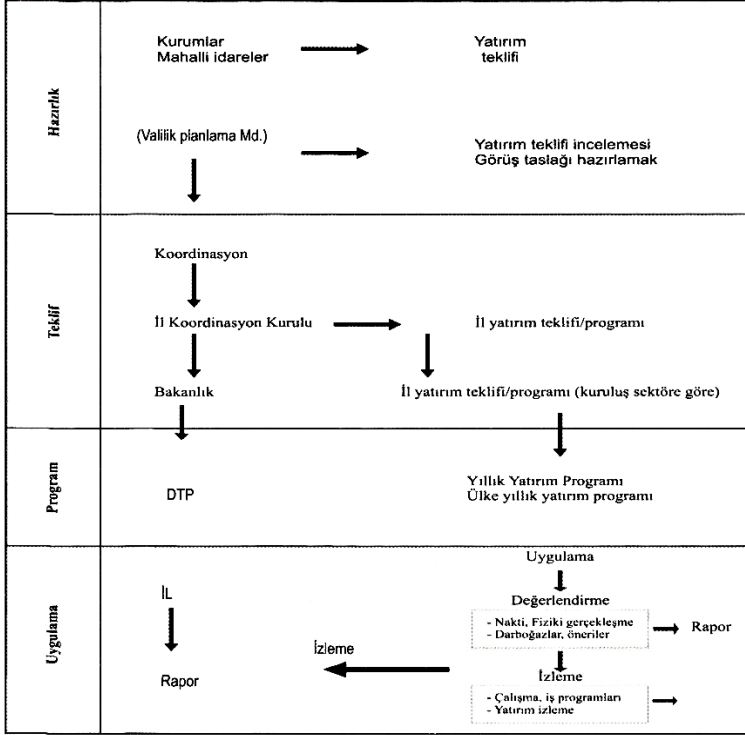 Hazırlık
Kurumlar
Mahalli idareler
Yatırım
teklifi
(Valilik planlama Md.)
Yatırım teklifi incelemesi
Görüş taslağı hazırlamak
Teklif
Koordinasyon
İl Koordinasyon Kurulu
İl yatırım teklifi/programı
Bakanlık
İl yatırım teklifi/programı (kuruluş sektöre göre)
Program
DTP
Yıllık Yatırım Programı
Ülke yıllık yatırım programı
Uygulama
Uygulama
İL
Değerlendirme
- Nakti, Fiziki gerçekleşme
- Darboğazlar, öneriler
Rapor
İzleme
İzleme
Rapor
- Çalışma, iş programları
- Yatırım izleme